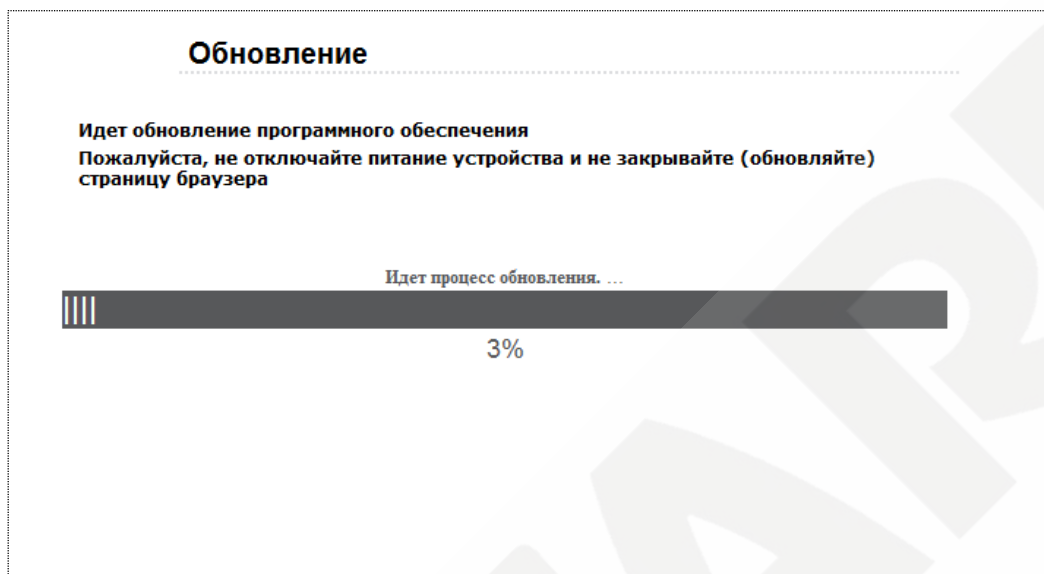 Обновление
Идет обновление программного обеспечения
Пожалуйста, не отключайте питание устройства и не закрывайте (обновляйте)
страницу браузера
Идет процесс обновления. ...
3%